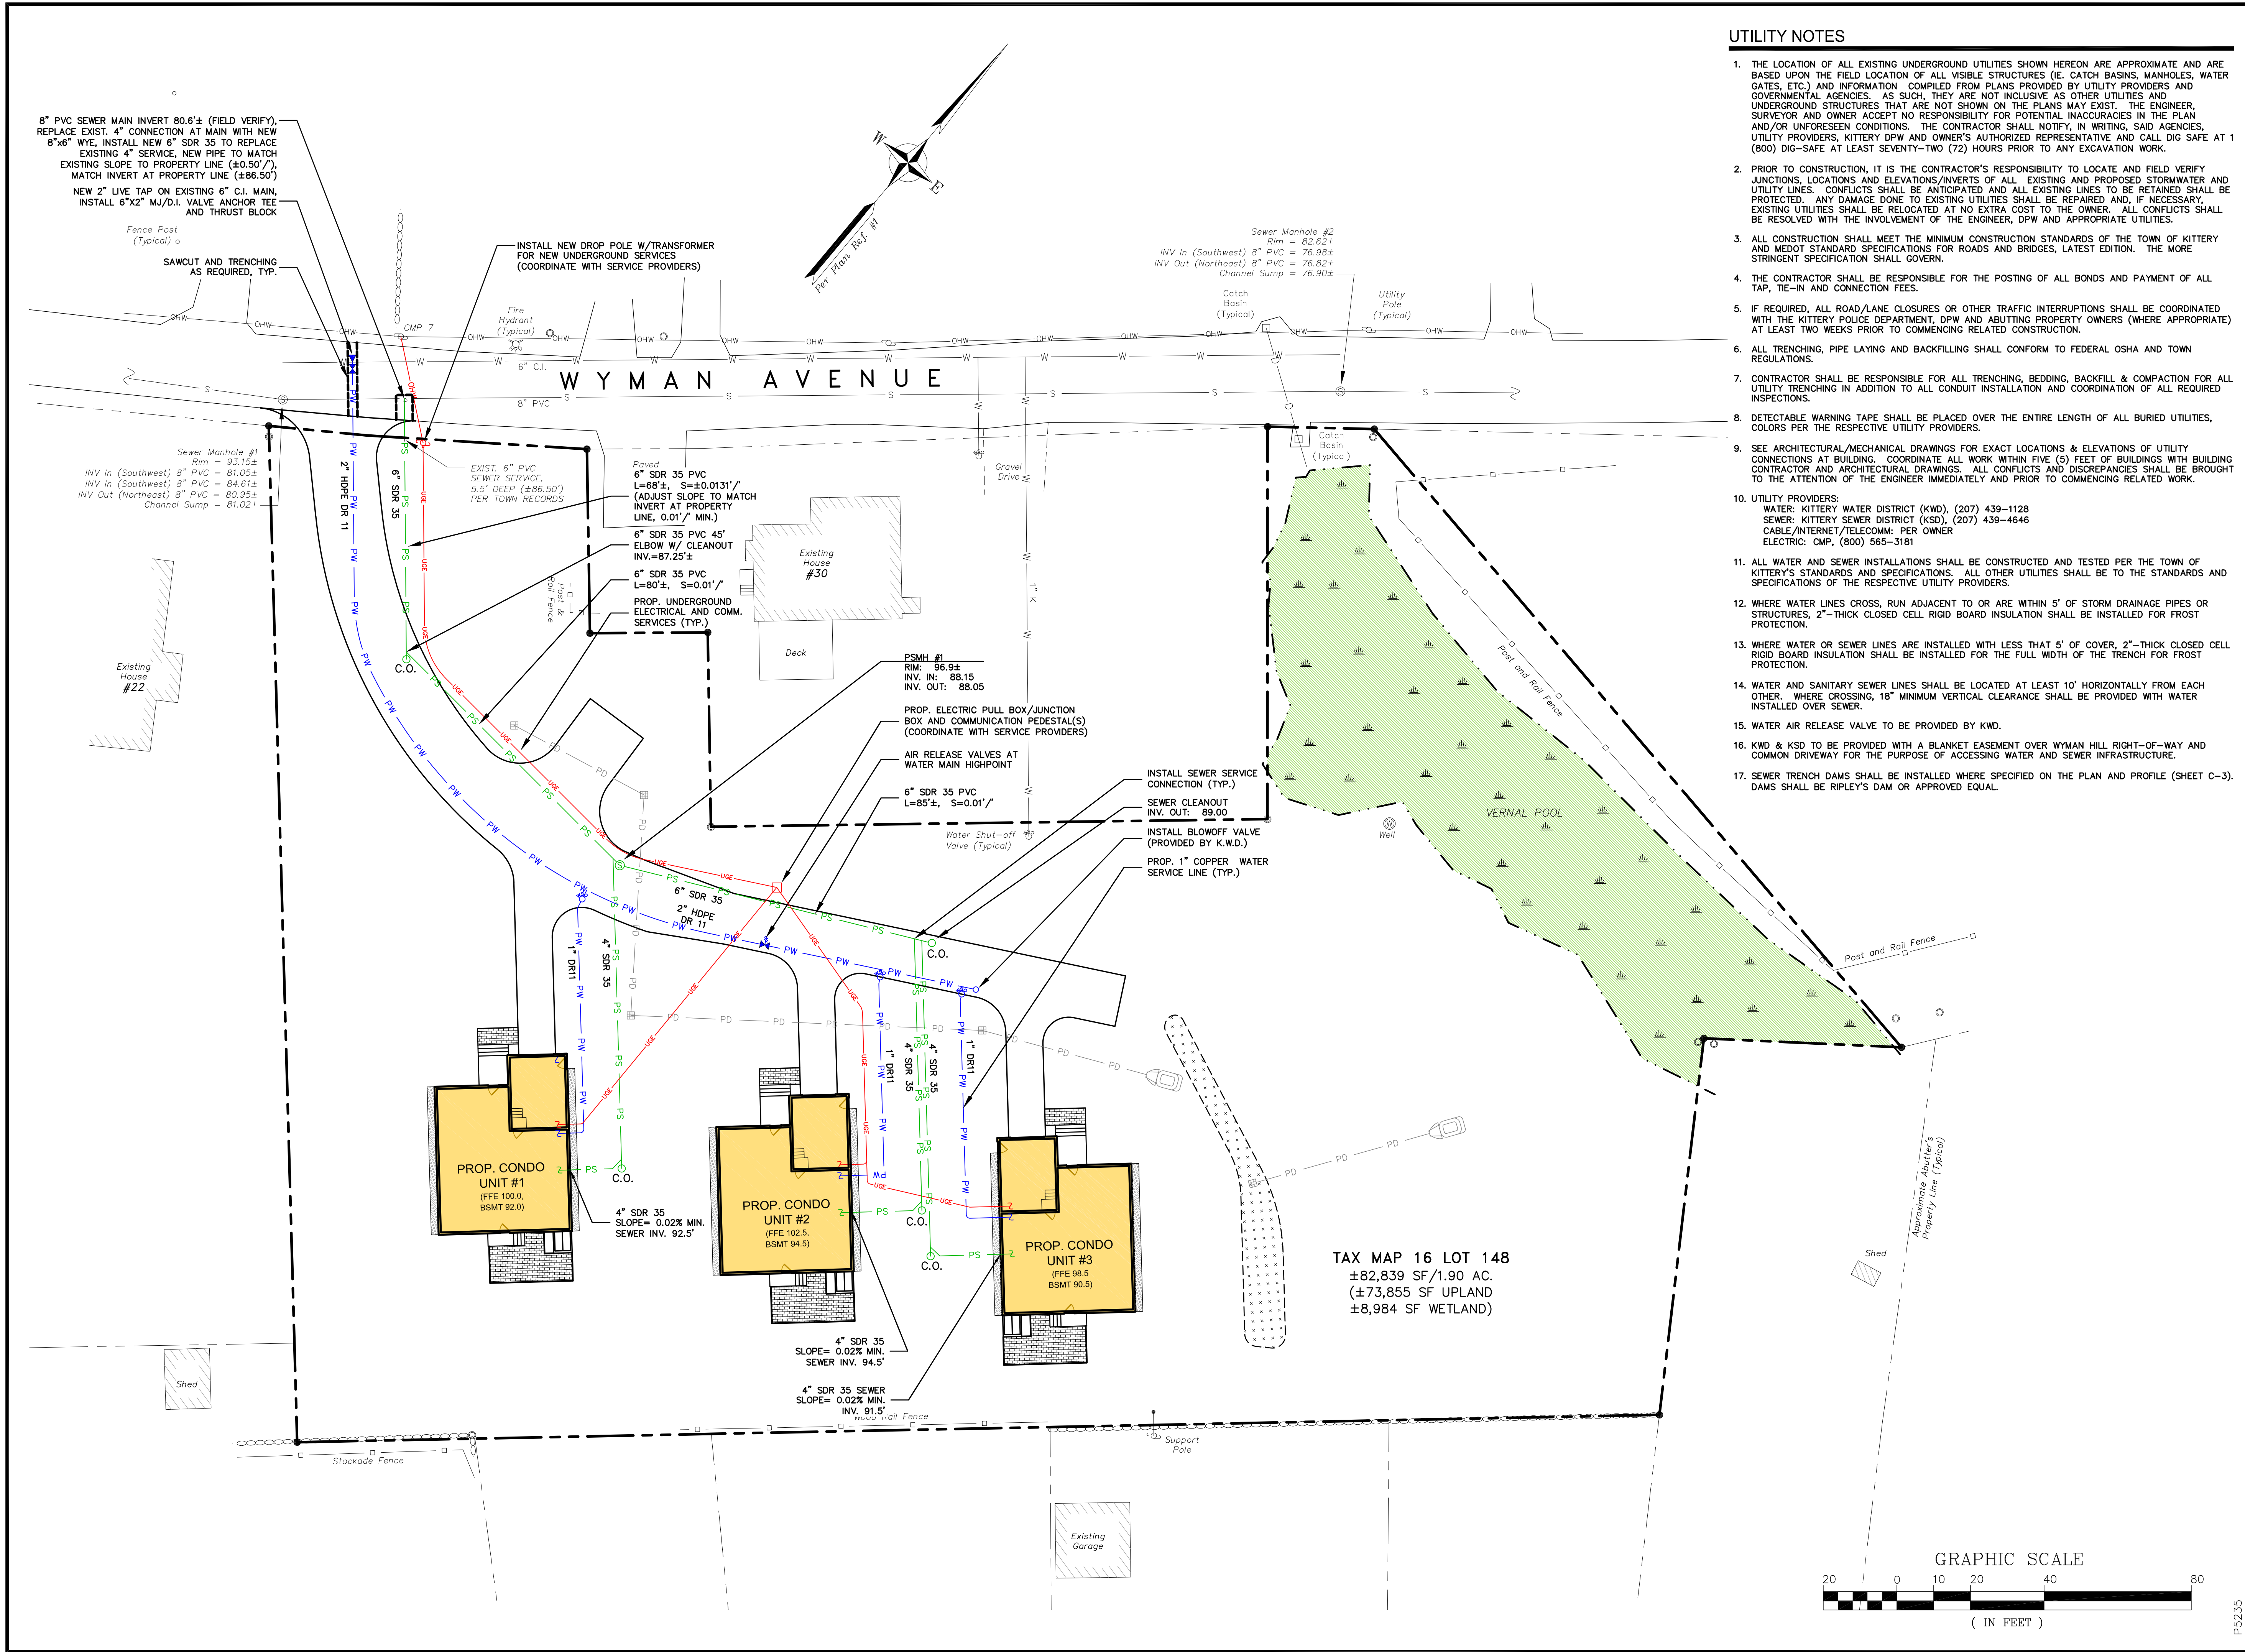 UTILITY NOTES
1. THE LOCATION OF ALL EXISTING UNDERGROUND UTILITIES SHOWN HEREON ARE APPROXIMATE AND ARE
BASED UPON THE FIELD LOCATION OF ALL VISIBLE STRUCTURES (IE. CATCH BASINS, MANHOLES, WATER
GATES, ETC.) AND INFORMATION COMPILED FROM PLANS PROVIDED BY UTILITY PROVIDERS AND
GOVERNMENTAL AGENCIES. AS SUCH, THEY ARE NOT INCLUSIVE AS OTHER UTILITIES AND
UNDERGROUND STRUCTURES THAT ARE NOT SHOWN ON THE PLANS MAY EXIST. THE ENGINEER,
SURVEYOR AND OWNER ACCEPT NO RESPONSIBILITY FOR POTENTIAL INACCURACIES IN THE PLAN
AND/OR UNFORESEEN CONDITIONS. THE CONTRACTOR SHALL NOTIFY, IN WRITING, SAID AGENCIES,
UTILITY PROVIDERS, KITTERY DPW AND OWNER'S AUTHORIZED REPRESENTATIVE AND CALL DIG SAFE AT 1
(800) DIG-SAFE AT LEAST SEVENTY-TWO (72) HOURS PRIOR TO ANY EXCAVATION WORK.
2. PRIOR TO CONSTRUCTION, IT IS THE CONTRACTOR'S RESPONSIBILITY TO LOCATE AND FIELD VERIFY
JUNCTIONS, LOCATIONS AND ELEVATIONS/INVERTS OF ALL EXISTING AND PROPOSED STORMWATER AND
UTILITY LINES. CONFLICTS SHALL BE ANTICIPATED AND ALL EXISTING LINES TO BE RETAINED SHALL BE
PROTECTED. ANY DAMAGE DONE TO EXISTING UTILITIES SHALL BE REPAIRED AND, IF NECESSARY,
EXISTING UTILITIES SHALL BE RELOCATED AT NO EXTRA COST TO THE OWNER. ALL CONFLICTS SHALL
BE RESOLVED WITH THE INVOLVEMENT OF THE ENGINEER, DPW AND APPROPRIATE UTILITIES.
3. ALL CONSTRUCTION SHALL MEET THE MINIMUM CONSTRUCTION STANDARDS OF THE TOWN OF KITTERY
AND MEDOT STANDARD SPECIFICATIONS FOR ROADS AND BRIDGES, LATEST EDITION. THE MORE
STRINGENT SPECIFICATION SHALL GOVERN.
4. THE CONTRACTOR SHALL BE RESPONSIBLE FOR THE POSTING OF ALL BONDS AND PAYMENT OF ALL
TAP, TIE-IN AND CONNECTION FEES.
5. IF REQUIRED, ALL ROAD/LANE CLOSURES OR OTHER TRAFFIC INTERRUPTIONS SHALL BE COORDINATED
WITH THE KITTERY POLICE DEPARTMENT, DPW AND ABUTTING PROPERTY OWNERS (WHERE APPROPRIATE)
AT LEAST TWO WEEKS PRIOR TO COMMENCING RELATED CONSTRUCTION.
6. ALL TRENCHING, PIPE LAYING AND BACKFILLING SHALL CONFORM TO FEDERAL OSHA AND TOWN
REGULATIONS.
7. CONTRACTOR SHALL BE RESPONSIBLE FOR ALL TRENCHING, BEDDING, BACKFILL & COMPACTION FOR ALL
UTILITY TRENCHING IN ADDITION TO ALL CONDUIT INSTALLATION AND COORDINATION OF ALL REQUIRED
INSPECTIONS.
8. DETECTABLE WARNING TAPE SHALL BE PLACED OVER THE ENTIRE LENGTH OF ALL BURIED UTILITIES,
COLORS PER THE RESPECTIVE UTILITY PROVIDERS.
9. SEE ARCHITECTURAL/MECHANICAL DRAWINGS FOR EXACT LOCATIONS & ELEVATIONS OF UTILITY
CONNECTIONS AT BUILDING. COORDINATE ALL WORK WITHIN FIVE (5) FEET OF BUILDINGS WITH BUILDING
CONTRACTOR AND ARCHITECTURAL DRAWINGS. ALL CONFLICTS AND DISCREPANCIES SHALL BE BROUGHT
TO THE ATTENTION OF THE ENGINEER IMMEDIATELY AND PRIOR TO COMMENCING RELATED WORK.
10. UTILITY PROVIDERS:
WATER: KITTERY WATER DISTRICT (KWD), (207) 439-1128
SEWER: KITTERY SEWER DISTRICT (KSD), (207) 439-4646
CABLE/INTERNET/TELECOMM: PER OWNER
ELECTRIC: CMP, (800) 565-3181
11. ALL WATER AND SEWER INSTALLATIONS SHALL BE CONSTRUCTED AND TESTED PER THE TOWN OF
KITTERY'S STANDARDS AND SPECIFICATIONS. ALL OTHER UTILITIES SHALL BE TO THE STANDARDS AND
SPECIFICATIONS OF THE RESPECTIVE UTILITY PROVIDERS.
12. WHERE WATER LINES CROSS, RUN ADJACENT TO OR ARE WITHIN 5' OF STORM DRAINAGE PIPES OR
STRUCTURES, 2"-THICK CLOSED CELL RIGID BOARD INSULATION SHALL BE INSTALLED FOR FROST
PROTECTION.
13. WHERE WATER OR SEWER LINES ARE INSTALLED WITH LESS THAT 5' OF COVER, 2"-THICK CLOSED CELL
RIGID BOARD INSULATION SHALL BE INSTALLED FOR THE FULL WIDTH OF THE TRENCH FOR FROST
PROTECTION.
14. WATER AND SANITARY SEWER LINES SHALL BE LOCATED AT LEAST 10' HORIZONTALLY FROM EACH
OTHER. WHERE CROSSING, 18" MINIMUM VERTICAL CLEARANCE SHALL BE PROVIDED WITH WATER
INSTALLED OVER SEWER.
15. WATER AIR RELEASE VALVE TO BE PROVIDED BY KWD.
16. KWD & KSD TO BE PROVIDED WITH A BLANKET EASEMENT OVER WYMAN HILL RIGHT-OF-WAY AND
COMMON DRIVEWAY FOR THE PURPOSE OF ACCESSING WATER AND SEWER INFRASTRUCTURE.
17. SEWER TRENCH DAMS SHALL BE INSTALLED WHERE SPECIFIED ON THE PLAN AND PROFILE (SHEET C-3).
DAMS SHALL BE RIPLEY'S DAM OR APPROVED EQUAL.
8" PVC SEWER MAIN INVERT 80.6'± (FIELD VERIFY),
REPLACE EXIST. 4" CONNECTION AT MAIN WITH NEW
8"x6" WYE, INSTALL NEW 6" SDR 35 TO REPLACE
EXISTING 4" SERVICE, NEW PIPE TO MATCH
EXISTING SLOPE TO PROPERTY LINE (±0.50'/'),
MATCH INVERT AT PROPERTY LINE (±86.50')
NEW 2" LIVE TAP ON EXISTING 6" C.I. MAIN,
INSTALL 6"X2" MJ/D.I. VALVE ANCHOR TEE
AND THRUST BLOCK
Fence Post
(Typical)
SAWCUT AND TRENCHING
AS REQUIRED, TYP.
INSTALL NEW DROP POLE W/TRANSFORMER
FOR NEW UNDERGROUND SERVICES
(COORDINATE WITH SERVICE PROVIDERS)
W
E
Per Plan Ref. #1
Sewer Manhole #2
Rim = 82.62±
INV In (Southwest) 8" PVC = 76.98±
INV Out (Northeast) 8" PVC = 76.82±
Channel Sump = 76.90±
Catch
Basin
(Typical)
Utility
Pole
(Typical)
CMP 7
Fire
Hydrant
(Typical)
OHW
6" C.I.
WYMAN AVENUE
8" PVC
Sewer Manhole #1
Rim = 93.15±
INV In (Southwest) 8" PVC = 81.05±
INV In (Southwest) 8" PVC = 84.61±
INV Out (Northeast) 8" PVC = 80.95±
Channel Sump = 81.02±
2" HDPE DR 11
6" SDR 35
EXIST. 6" PVC
SEWER SERVICE,
5.5' DEEP (±86.50')
PER TOWN RECORDS
Paved
6" SDR 35 PVC
L=68'±, S=±0.0131'/'
(ADJUST SLOPE TO MATCH
INVERT AT PROPERTY
LINE, 0.01'/' MIN.)
6" SDR 35 PVC 45°
ELBOW W/ CLEANOUT
INV.=87.25'±
6" SDR 35 PVC
L=80'±, S=0.01'/'
PROP. UNDERGROUND
ELECTRICAL AND COMM.
SERVICES (TYP.)
Post &
Rail Fence
Existing
House
#30
Deck
Gravel
Drive
1" K
Catch
Basin
(Typical)
Existing
House
#22
C.O.
PSMH #1
RIM: 96.9±
INV. IN: 88.15
INV. OUT: 88.05
PROP. ELECTRIC PULL BOX/JUNCTION
BOX AND COMMUNICATION PEDESTAL(S)
(COORDINATE WITH SERVICE PROVIDERS)
AIR RELEASE VALVES AT
WATER MAIN HIGHPOINT
6" SDR 35 PVC
L=85'±, S=0.01'/'
INSTALL SEWER SERVICE
CONNECTION (TYP.)
SEWER CLEANOUT
INV. OUT: 89.00
INSTALL BLOWOFF VALVE
(PROVIDED BY K.W.D.)
PROP. 1" COPPER WATER
SERVICE LINE (TYP.)
Water Shut-off
Valve (Typical)
Post and Rail Fence
VERNAL POOL
Well
Post and Rail Fence
6" SDR 35
2" HDPE
DR 11
C.O.
1" DR11
4" SDR 35
1" DR11
4" SDR 35
4" SDR 35
1" DR11
PROP. CONDO
UNIT #1
(FFE 100.0,
BSMT 92.0)
C.O.
4" SDR 35
SLOPE= 0.02% MIN.
SEWER INV. 92.5'
PROP. CONDO
UNIT #2
(FFE 102.5,
BSMT 94.5)
C.O.
C.O.
PROP. CONDO
UNIT #3
(FFE 98.5
BSMT 90.5)
4" SDR 35
SLOPE= 0.02% MIN.
SEWER INV. 94.5'
4" SDR 35 SEWER
SLOPE= 0.02% MIN.
INV. 91.5'
TAX MAP 16 LOT 148
±82,839 SF/1.90 AC.
(±73,855 SF UPLAND
±8,984 SF WETLAND)
Approximate Abutter's
Property Line (Typical)
Shed
Shed
Wood Rail Fence
Stockade Fence
Support
Pole
Existing
Garage
GRAPHIC SCALE
20 0 10 20 40 80
( IN FEET )
P5235